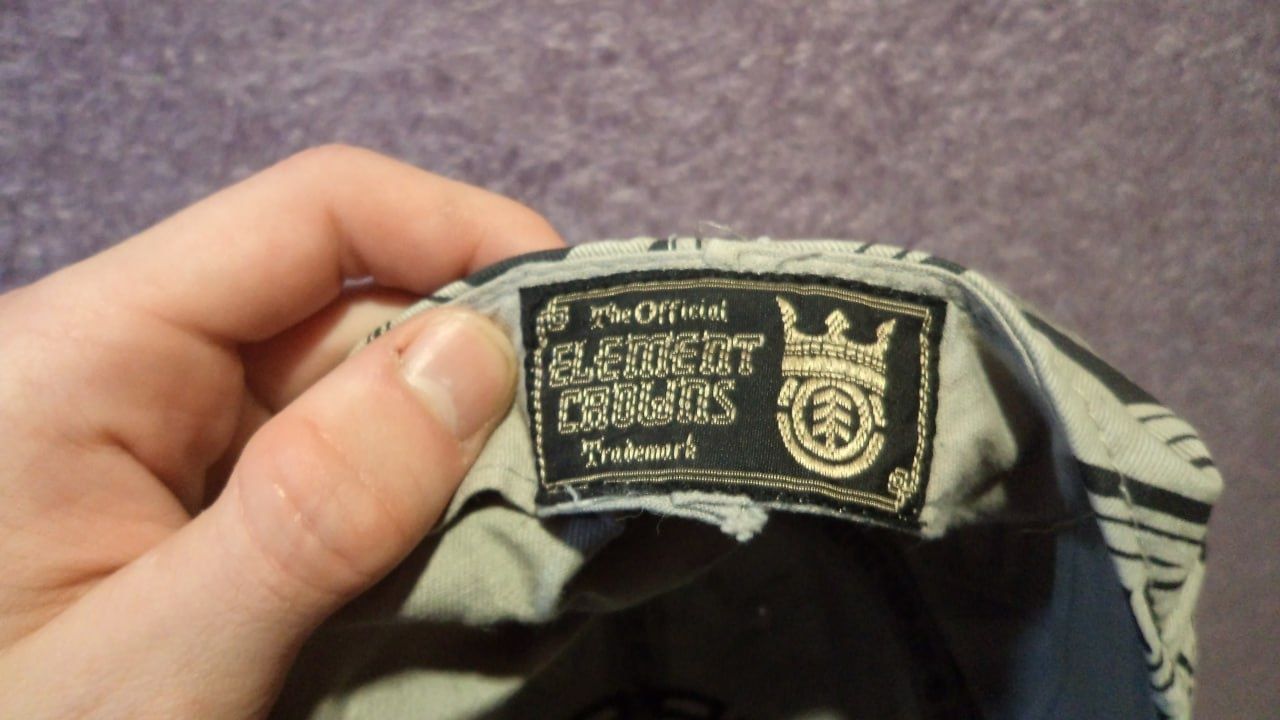 The Official
ELEMENT
CROWNS
Trademark